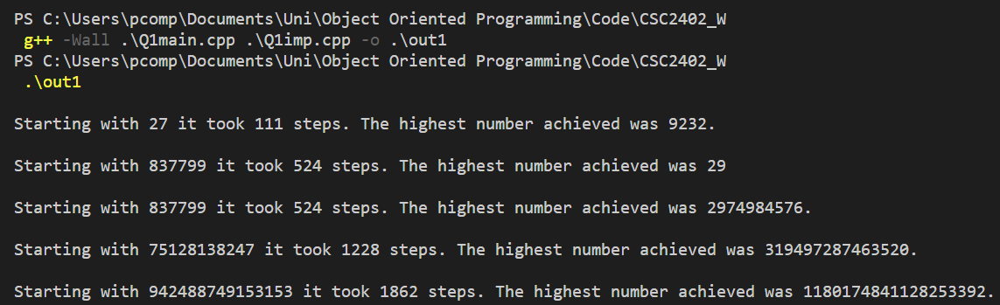 PS C:\Users\pcomp\Documents\Uni\Object Oriented Programming\Code\CSC2402_W
g++ -Wall .\Q1main.cpp .\Q1imp.cpp -o .\out1
PS C:\Users\pcomp\Documents\Uni\Object Oriented Programming\Code\CSC2402_W
.\out1
Starting with 27 it took 111 steps. The highest number achieved was 9232.
Starting with 837799 it took 524 steps. The highest number achieved was 29
Starting with 837799 it took 524 steps. The highest number achieved was 2974984576.
Starting with 75128138247 it took 1228 steps. The highest number achieved was 319497287463520.
Starting with 942488749153153 it took 1862 steps. The highest number achieved was 1180174841128253392.